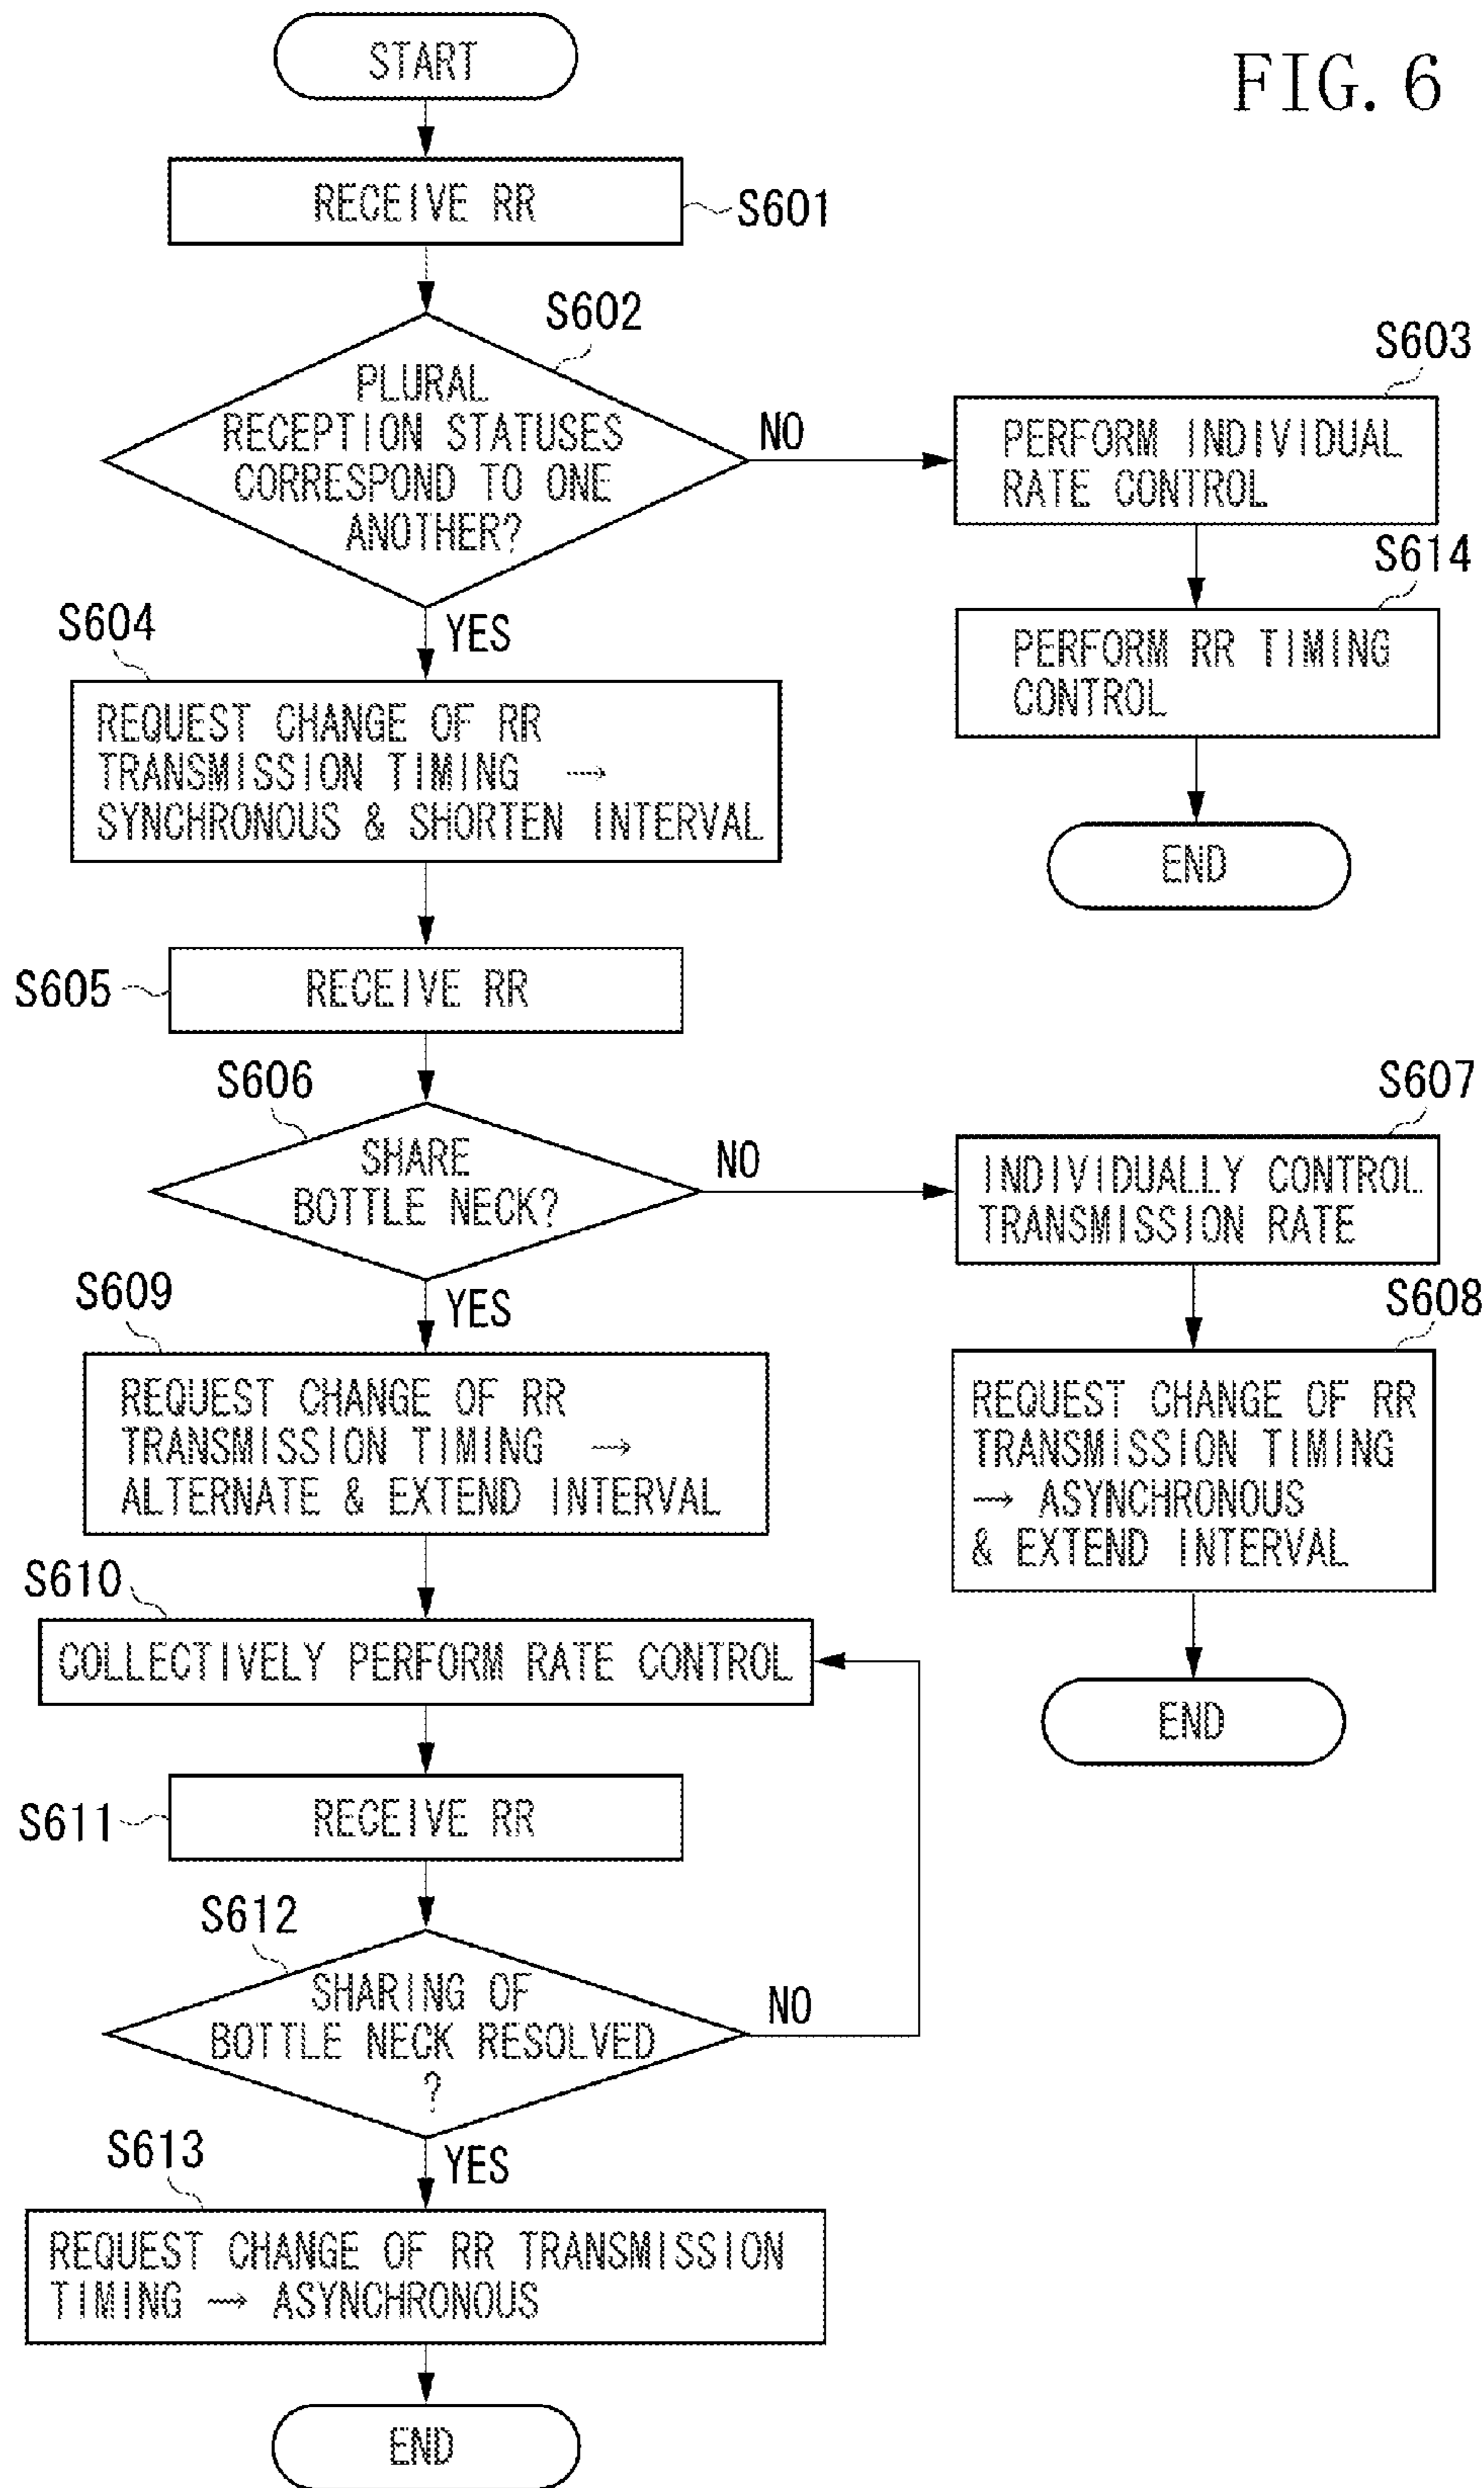 FIG. 6
START
RECEIVE RR
S601
S602
PLURAL
RECEPTION STATUSES
CORRESPOND TO ONE
ANOTHER?
NO
YES
S603
PERFORM INDIVIDUAL
RATE CONTROL
S614
PERFORM RR TIMING
CONTROL
END
S604
REQUEST CHANGE OF RR
TRANSMISSION TIMING →
SYNCHRONOUS & SHORTEN INTERVAL
S605
RECEIVE RR
S606
SHARE
BOTTLE NECK?
NO
YES
S607
INDIVIDUALLY CONTROL
TRANSMISSION RATE
S608
REQUEST CHANGE OF RR
TRANSMISSION TIMING
→ ASYNCHRONOUS
& EXTEND INTERVAL
END
S609
REQUEST CHANGE OF RR
TRANSMISSION TIMING →
ALTERNATE & EXTEND INTERVAL
S610
COLLECTIVELY PERFORM RATE CONTROL
S611
RECEIVE RR
S612
SHARING OF
BOTTLE NECK RESOLVED
?
NO
YES
S613
REQUEST CHANGE OF RR TRANSMISSION
TIMING → ASYNCHRONOUS
END